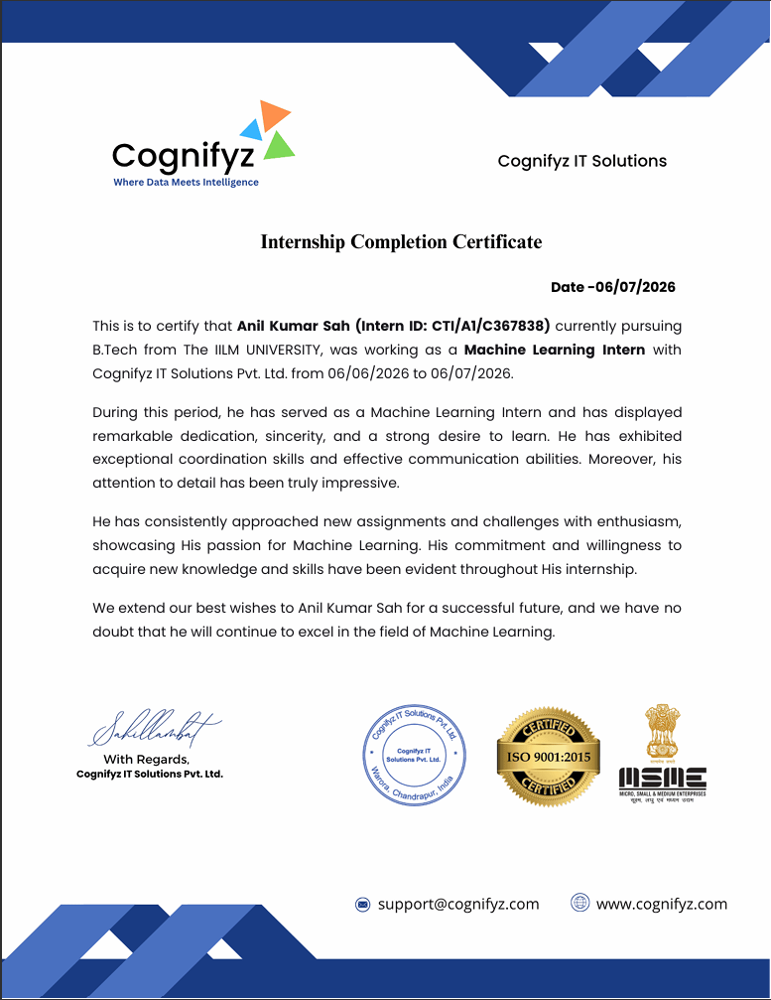 Cognifyz
Where Data Meets Intelligence
Cognifyz IT Solutions
Internship Completion Certificate
Date -06/07/2026
This is to certify that Anil Kumar Sah (Intern ID: CTI/A1/C367838) currently pursuing
B.Tech from The IILM UNIVERSITY, was working as a Machine Learning Intern with
Cognifyz IT Solutions Pvt. Ltd. from 06/06/2026 to 06/07/2026.
During this period, he has served as a Machine Learning Intern and has displayed
remarkable dedication, sincerity, and a strong desire to learn. He has exhibited
exceptional coordination skills and effective communication abilities. Moreover, his
attention to detail has been truly impressive.
He has consistently approached new assignments and challenges with enthusiasm,
showcasing His passion for Machine Learning. His commitment and willingness to
acquire new knowledge and skills have been evident throughout His internship.
We extend our best wishes to Anil Kumar Sah for a successful future, and we have no
doubt that he will continue to excel in the field of Machine Learning.
With Regards,
Cognifyz IT Solutions Pvt. Ltd.
Cognifyz IT Solutions Pvt. Ltd.
Cognifyz IT
Solutions Pvt. Ltd.
Warora, Chandrapur, India
CERTIFIED
ISO 9001:2015
CERTIFIED
सत्यमेव जयते
MSME
MICRO, SMALL & MEDIUM ENTERPRISES
सूक्ष्म, लघु एवं मध्यम उद्यम
support@cognifyz.com
www.cognifyz.com